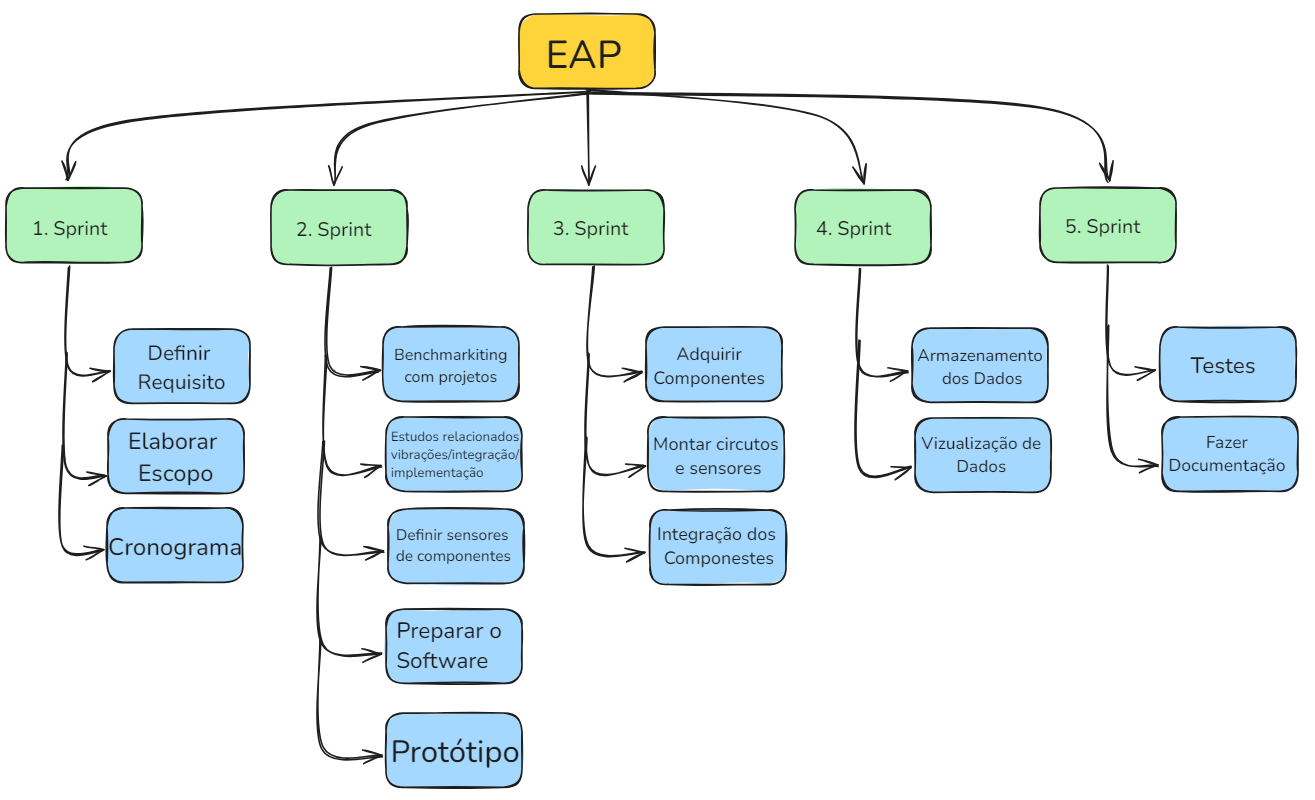 EAP
1. Sprint
2. Sprint
3. Sprint
4. Sprint
5. Sprint
Definir
Requisito
Elaborar
Escopo
Cronograma
Benchmarkiting
com projetos
Estudos relacionados
vibrações/integração/
implementação
Definir sensores
de componentes
Preparar o
Software
Protótipo
Adquirir
Componentes
Montar circutos
e sensores
Integração dos
Componestes
Armazenamento
dos Dados
Vizualização de
Dados
Testes
Fazer
Documentação